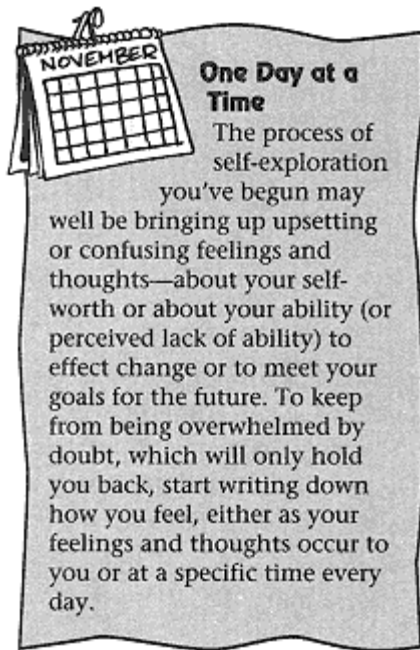 NOVEMBER
One Day at a
Time
The process of
self-exploration
you've begun may
well be bringing up upsetting
or confusing feelings and
thoughts—about your self-
worth or about your ability (or
perceived lack of ability) to
effect change or to meet your
goals for the future. To keep
from being overwhelmed by
doubt, which will only hold
you back, start writing down
how you feel, either as your
feelings and thoughts occur to
you or at a specific time every
day.